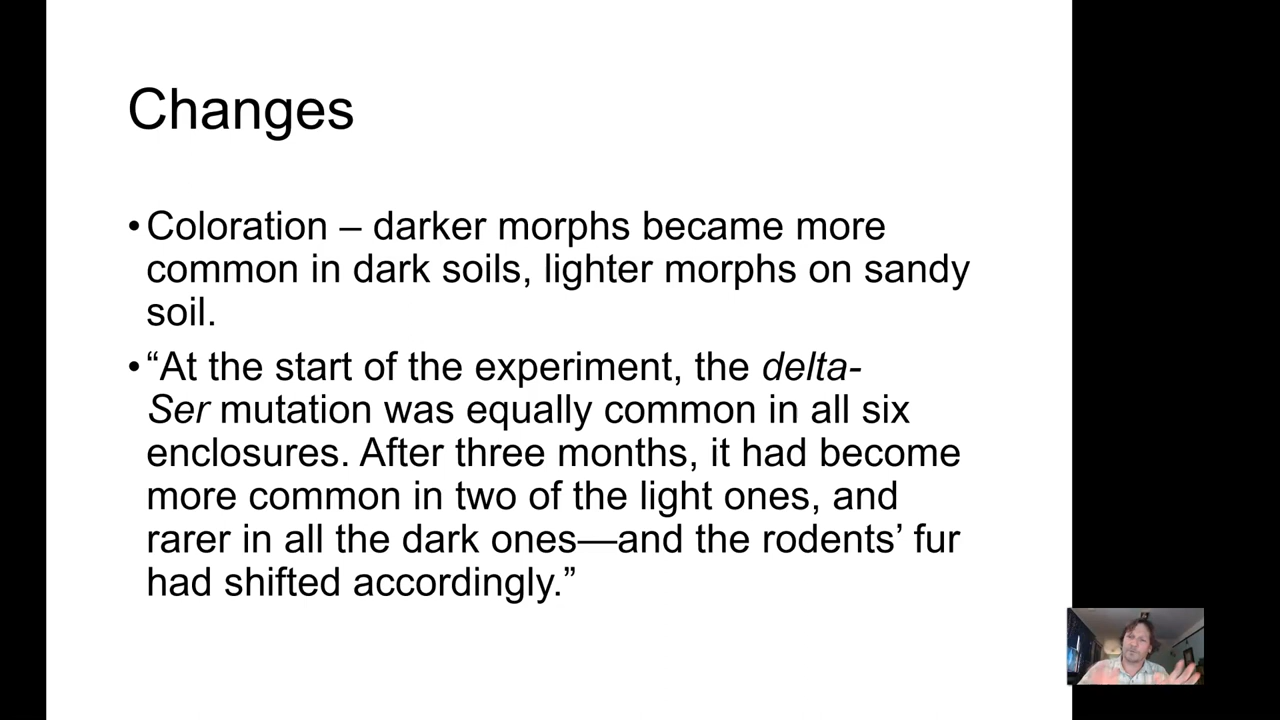 Changes
•Coloration – darker morphs became more
common in dark soils, lighter morphs on sandy
soil.
•“At the start of the experiment, the delta-
Ser mutation was equally common in all six
enclosures. After three months, it had become
more common in two of the light ones, and
rarer in all the dark ones—and the rodents’ fur
had shifted accordingly.”